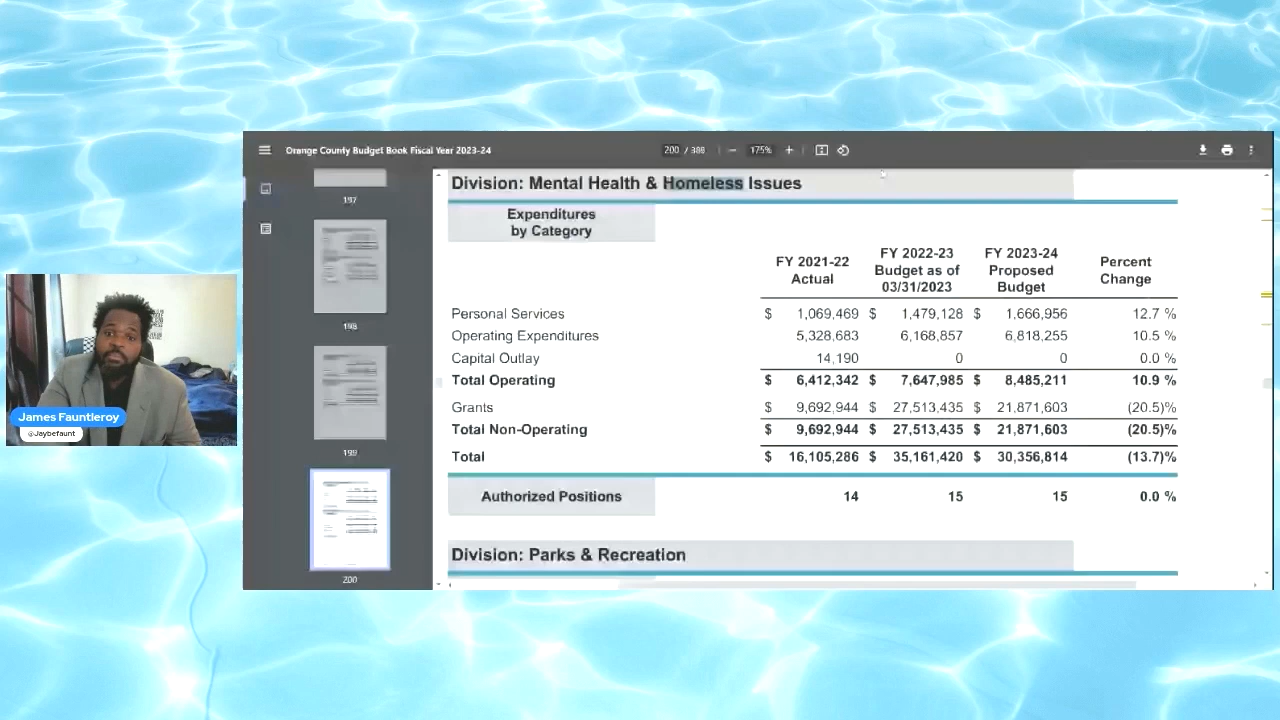 Orange County Budget Book Fiscal Year 2023-24
200 / 388
175%
197
198
199
200
Division: Mental Health & Homeless Issues
Expenditures
by Category
FY 2021-22
Actual
FY 2022-23
Budget as of
03/31/2023
FY 2023-24
Proposed
Budget
Percent
Change
Personal Services $ 1,069,469 $ 1,479,128 $ 1,666,956 12.7 %
Operating Expenditures 5,328,683 6,168,857 6,818,255 10.5 %
Capital Outlay 14,190 0 0 0.0 %
Total Operating $ 6,412,342 $ 7,647,985 $ 8,485,211 10.9 %
Grants $ 9,692,944 $ 27,513,435 $ 21,871,603 (20.5)%
Total Non-Operating $ 9,692,944 $ 27,513,435 $ 21,871,603 (20.5)%
Total $ 16,105,286 $ 35,161,420 $ 30,356,814 (13.7)%
Authorized Positions 14 15 15 0.0 %
Division: Parks & Recreation
James Fauntleroy
@Jaybefaunt